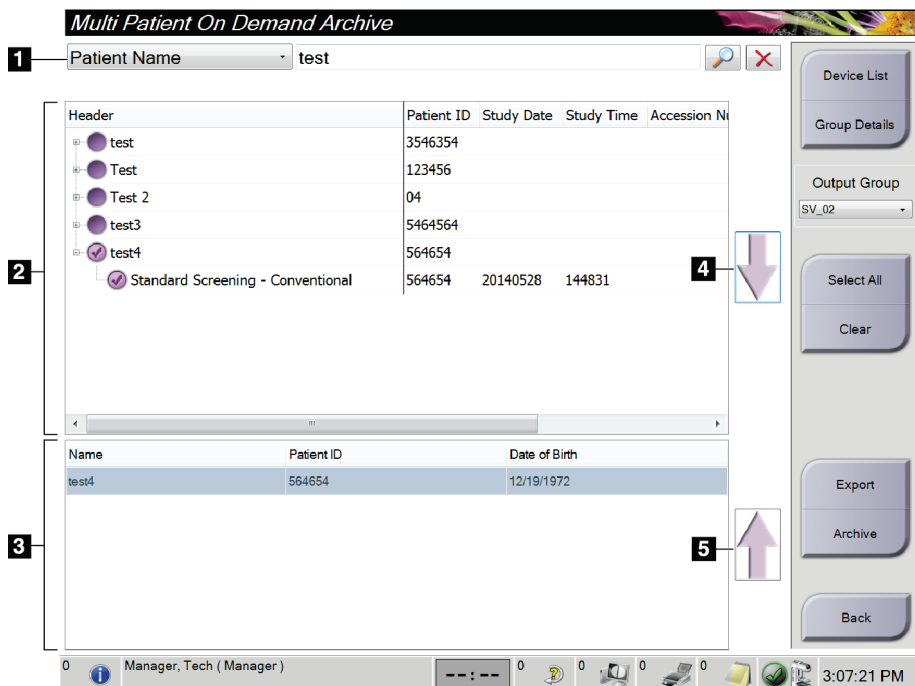 Multi Patient On Demand Archive
1
Patient Name
test
Device List
Group Details
Output Group
SV_02
Select All
Clear
Export
Archive
Back
2
Header Patient ID Study Date Study Time Accession Nu
test 3546354
Test 123456
Test 2 04
test3 5464564
test4 564654
Standard Screening - Conventional 564654 20140528 144831
4
3
Name Patient ID Date of Birth
test4 564654 12/19/1972
5
0 Manager, Tech ( Manager ) --:-- 0 0 0 0 3:07:21 PM